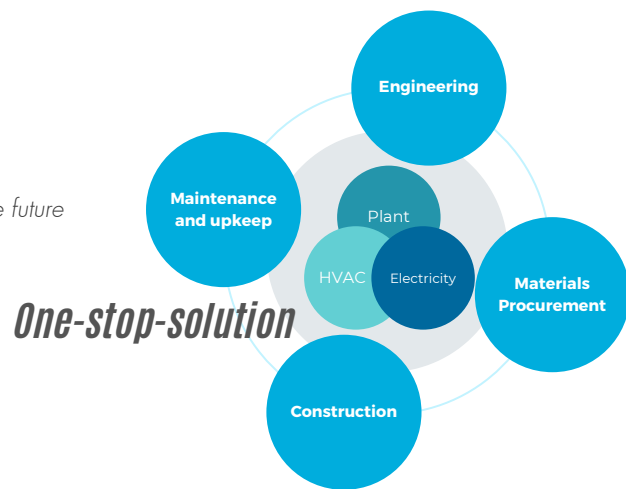 Engineering
Maintenance
and upkeep
future
Plant
HVAC
Electricity
Materials
Procurement
One-stop-solution
Construction